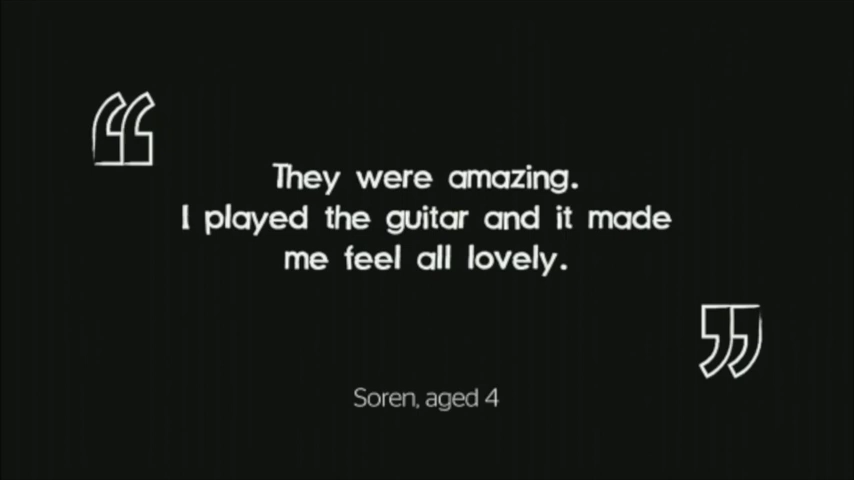 They were amazing.
I played the guitar and it made
me feel all lovely.
Soren, aged 4